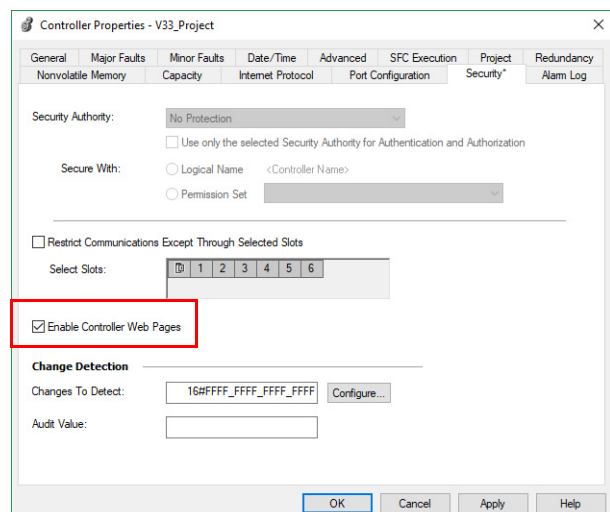 Controller Properties - V33_Project
General Major Faults Minor Faults Date/Time Advanced SFC Execution Project Redundancy
Nonvolatile Memory Capacity Internet Protocol Port Configuration Security* Alarm Log
Security Authority: No Protection
Use only the selected Security Authority for Authentication and Authorization
Secure With: Logical Name <Controller Name>
Permission Set
Restrict Communications Except Through Selected Slots
Select Slots: 1 2 3 4 5 6
Enable Controller Web Pages
Change Detection
Changes To Detect: 16#FFFF_FFFF_FFFF_FFFF Configure...
Audit Value:
OK Cancel Apply Help